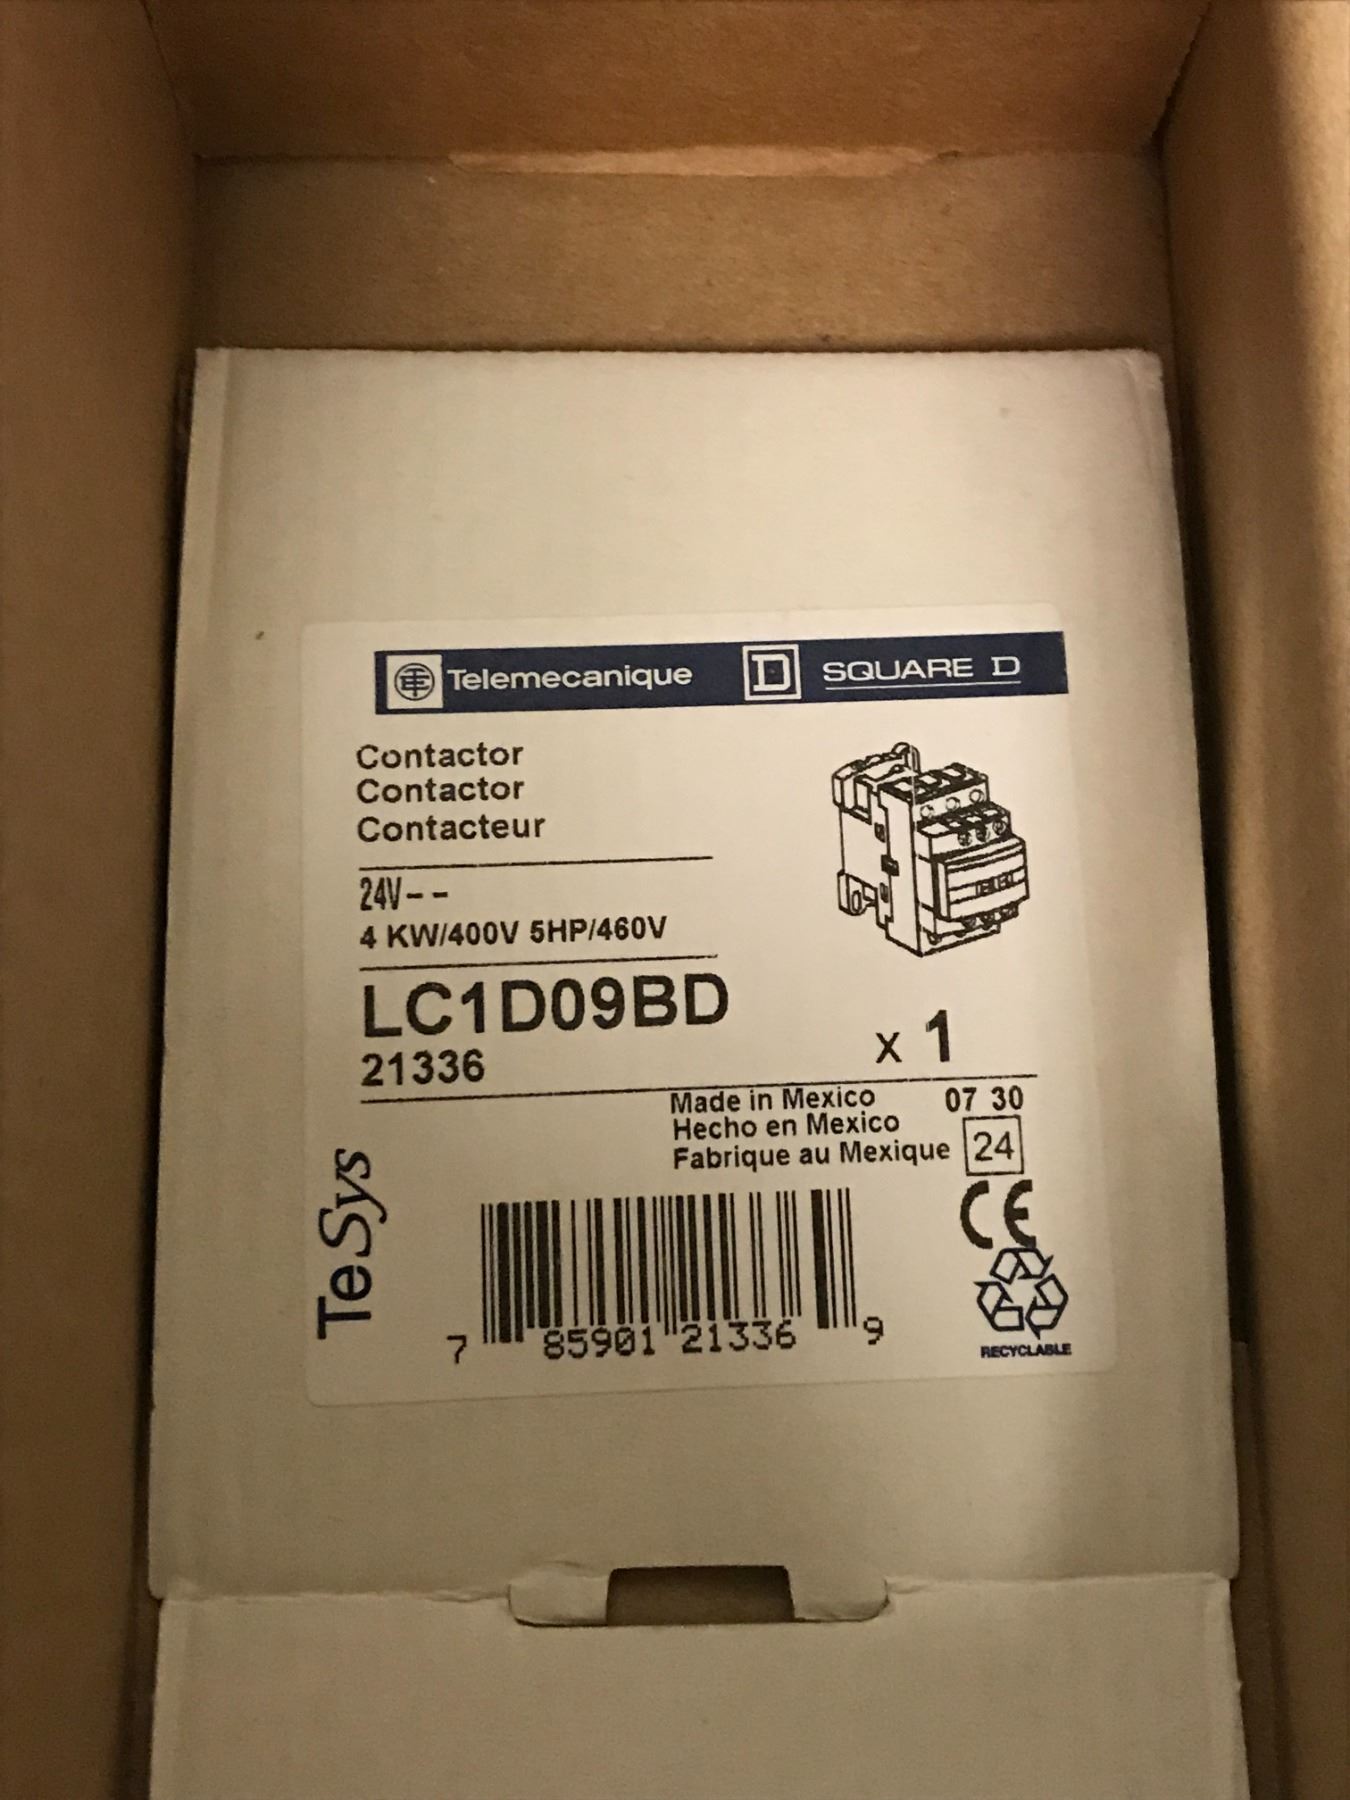 Telemecanique D SQUARE D
Contactor
Contactor
Contacteur
24V--
4 KW/400V 5HP/460V
LC1D09BD
21336
x 1
Made in Mexico 07 30
Hecho en Mexico
Fabrique au Mexique 24
CE
TeSys
7 85901 21336 9
RECYCLABLE